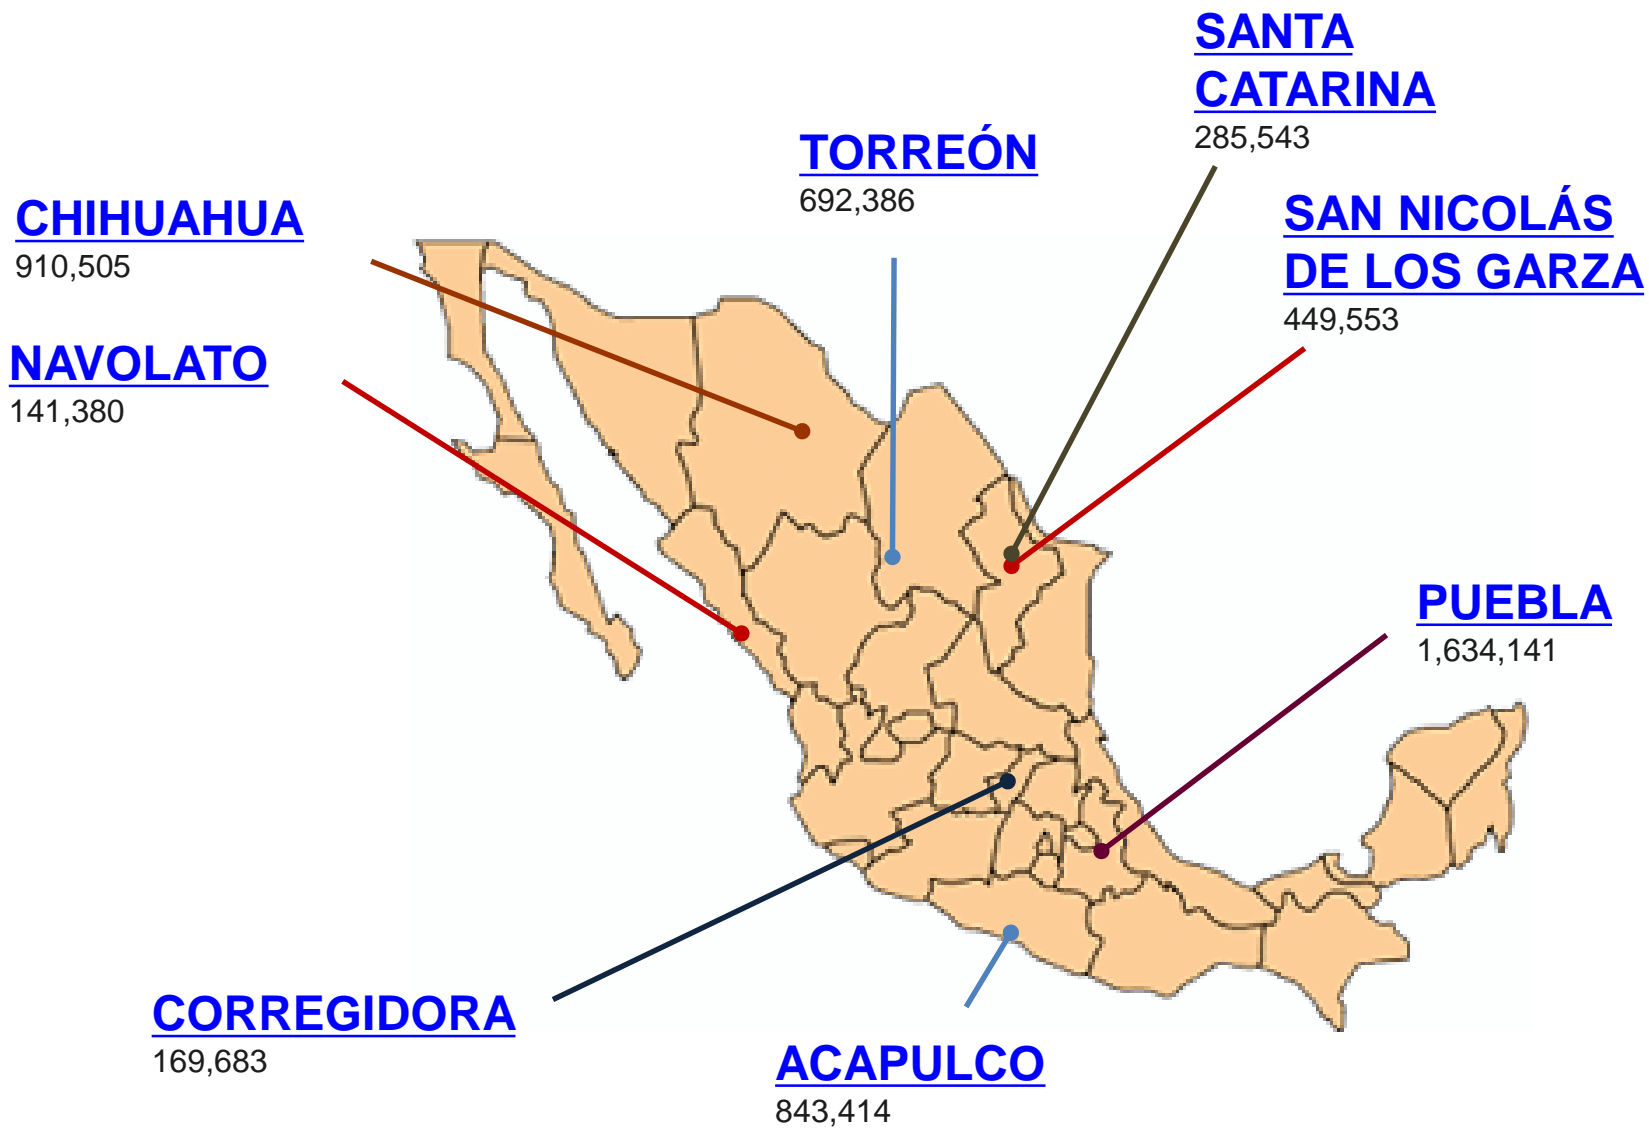 SANTA
CATARINA
285,543
TORREÓN
692,386
SAN NICOLÁS
DE LOS GARZA
449,553
CHIHUAHUA
910,505
NAVOLATO
141,380
PUEBLA
1,634,141
CORREGIDORA
169,683
ACAPULCO
843,414